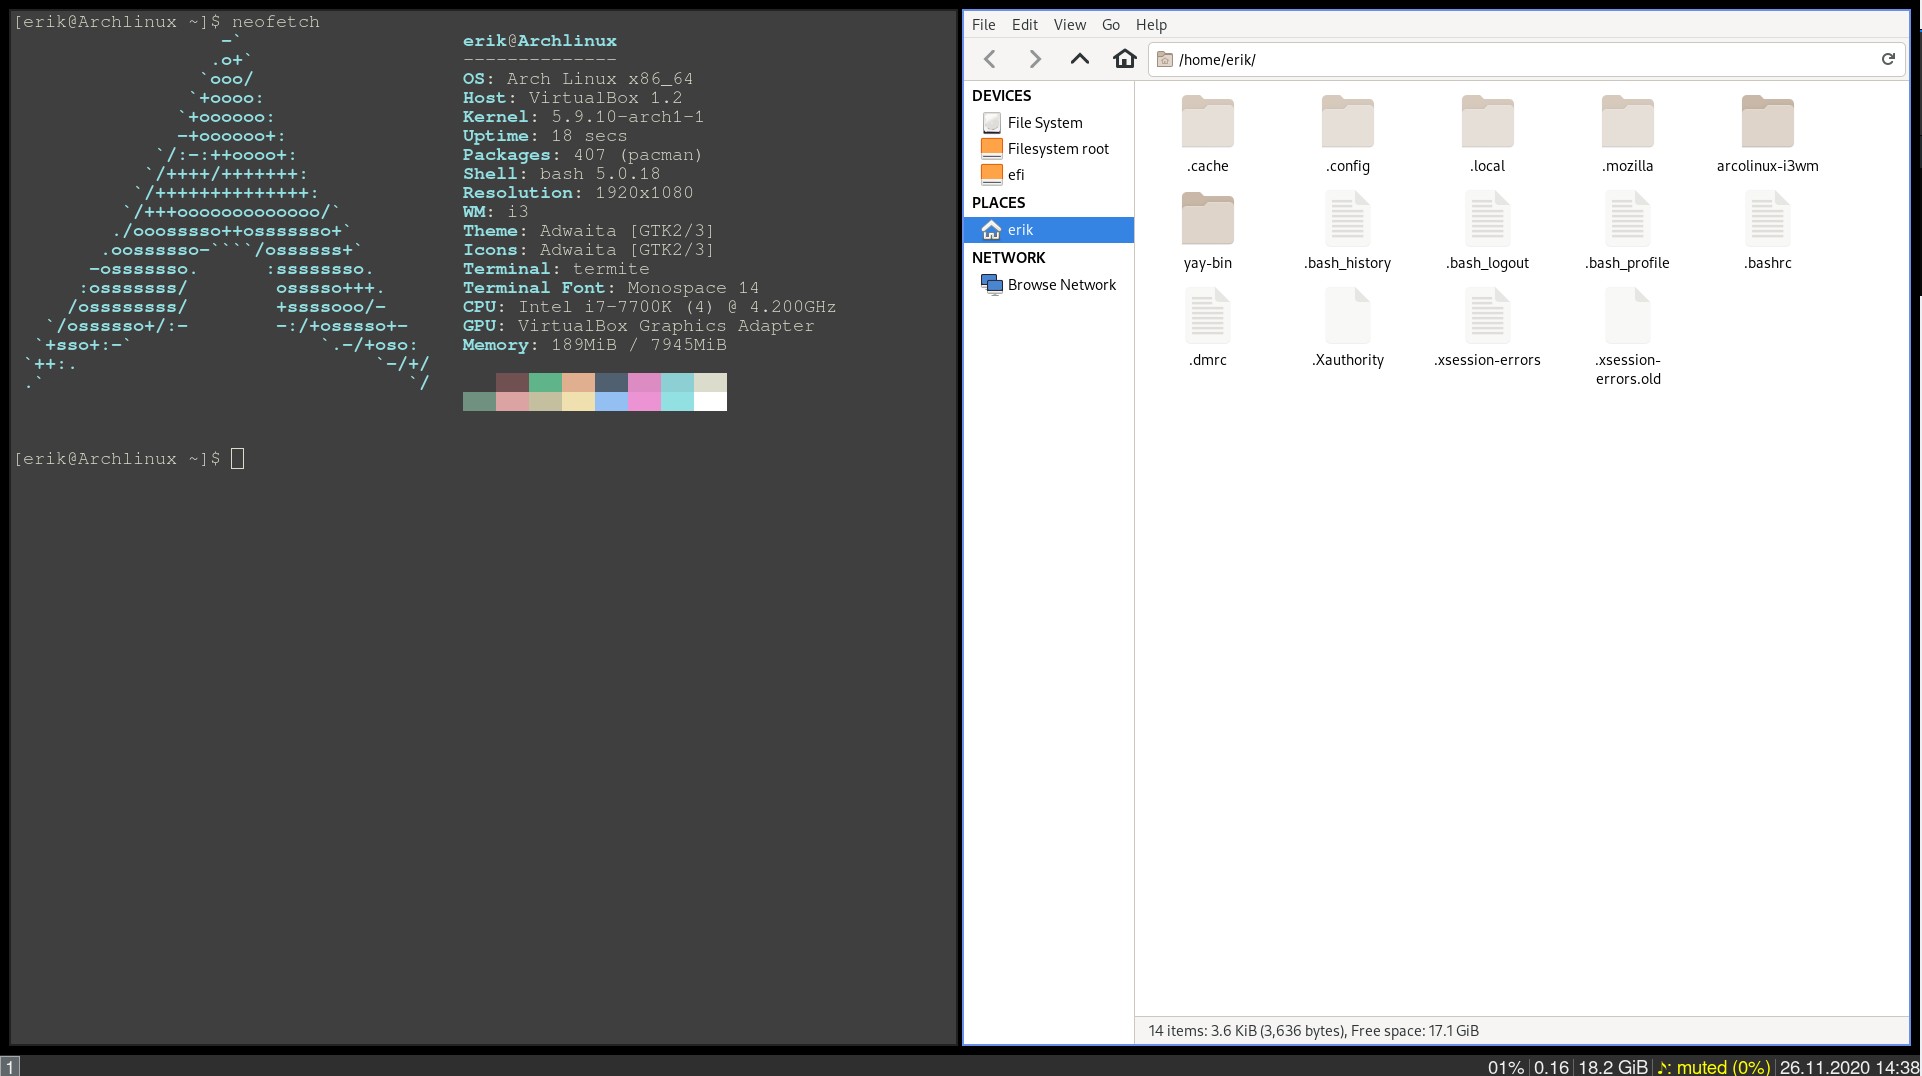 [erik@Archlinux ~]$ neofetch
                   -`                     erik@Archlinux
                  .o+`                    --------------
                 `ooo/                    OS: Arch Linux x86_64
                `+oooo:                   Host: VirtualBox 1.2
               `+oooooo:                  Kernel: 5.9.10-arch1-1
               -+oooooo+:                 Uptime: 18 secs
             `/:-:++oooo+:                Packages: 407 (pacman)
            `/++++/+++++++:               Shell: bash 5.0.18
           `/++++++++++++++:              Resolution: 1920x1080
          `/+++ooooooooooooo/`            WM: i3
         ./ooosssso++osssssso+`           Theme: Adwaita [GTK2/3]
        .oossssso-````/ossssss+`          Icons: Adwaita [GTK2/3]
       -osssssso.      :ssssssso.         Terminal: termite
      :osssssss/        osssso+++.        Terminal Font: Monospace 14
     /ossssssss/        +ssssooo/-        CPU: Intel i7-7700K (4) @ 4.200GHz
   `/ossssso+/:-        -:/+osssso+-      GPU: VirtualBox Graphics Adapter
  `+sso+:-`                 `.-/+oso:     Memory: 189MiB / 7945MiB
 `++:.                           `-/+/
 .`                                 `/
[erik@Archlinux ~]$
File Edit View Go Help
/home/erik/
DEVICES
File System
Filesystem root
efi
PLACES
erik
NETWORK
Browse Network
.cache .config .local .mozilla arcolinux-i3wm
yay-bin .bash_history .bash_logout .bash_profile .bashrc
.dmrc .Xauthority .xsession-errors .xsession-
errors.old
14 items: 3.6 KiB (3,636 bytes), Free space: 17.1 GiB
1
01% 0.16 18.2 GiB ♪: muted (0%) 26.11.2020 14:38